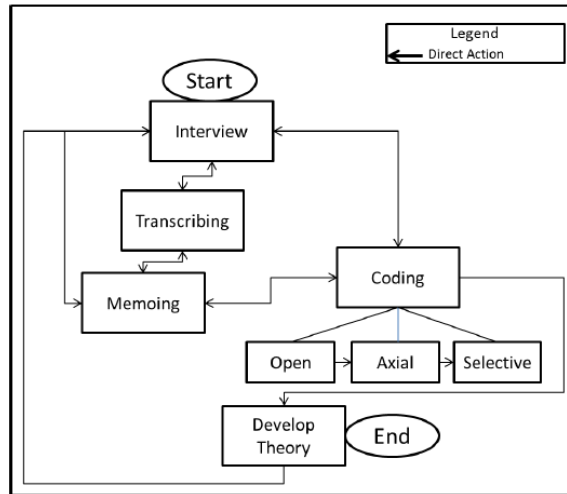 Legend
Direct Action
Start
Interview
Transcribing
Memoing
Coding
Open
Axial
Selective
Develop
Theory
End